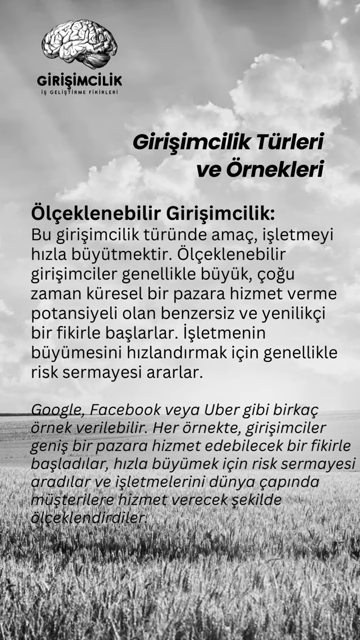 GİRİŞİMCİLİK
İŞ GELİŞTİRME FİKİRLERİ
Girişimcilik Türleri
ve Örnekleri
Ölçeklenebilir Girişimcilik:
Bu girişimcilik türünde amaç, işletmeyi
hızla büyütmektir. Ölçeklenebilir
girişimciler genellikle büyük, çoğu
zaman küresel bir pazara hizmet verme
potansiyeli olan benzersiz ve yenilikçi
bir fikirle başlarlar. İşletmenin
büyümesini hızlandırmak için genellikle
risk sermayesi ararlar.
Google, Facebook veya Uber gibi birkaç
örnek verilebilir. Her örnekte, girişimciler
geniş bir pazara hizmet edebilecek bir fikirle
başladılar, hızla büyümek için risk sermayesi
aradılar ve işletmelerini dünya çapında
müşterilere hizmet verecek şekilde
ölçeklendirdiler.